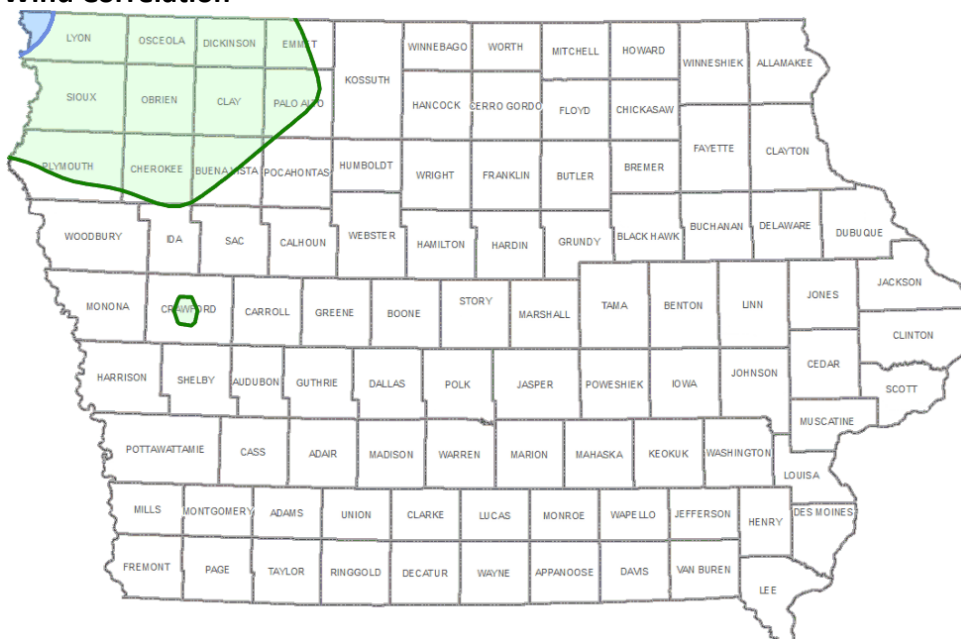 Wind Correlation
LYON OSCEOLA DICKINSON EMMET WINNEBAGO WORTH MITCHELL HOWARD WINNESHIEK ALLAMAKEE
KOSSUTH
SIOUX OBRIEN CLAY PALO ALTO HANCOCK CERRO GORDO FLOYD CHICKASAW
PLYMOUTH CHEROKEE BUENA VISTA POCAHONTAS HUMBOLDT WRIGHT FRANKLIN BUTLER BREMER FAYETTE CLAYTON
WOODBURY IDA SAC CALHOUN WEBSTER HAMILTON HARDIN GRUNDY BLACK HAWK BUCHANAN DELAWARE DUBUQUE
MONONA CRAWFORD CARROLL GREENE BOONE STORY MARSHALL TAMA BENTON LINN JONES JACKSON
CLINTON
HARRISON SHELBY AUDUBON GUTHRIE DALLAS POLK JASPER POWESHIEK IOWA JOHNSON CEDAR SCOTT
MUSCATINE
POTTAWATTAMIE CASS ADAIR MADISON WARREN MARION MAHASKA KEOKUK WASHINGTON
LOUISA
MILLS MONTGOMERY ADAMS UNION CLARKE LUCAS MONROE WAPELLO JEFFERSON HENRY DES MOINES
FREMONT PAGE TAYLOR RINGGOLD DECATUR WAYNE APPANOOSE DAVIS VAN BUREN
LEE